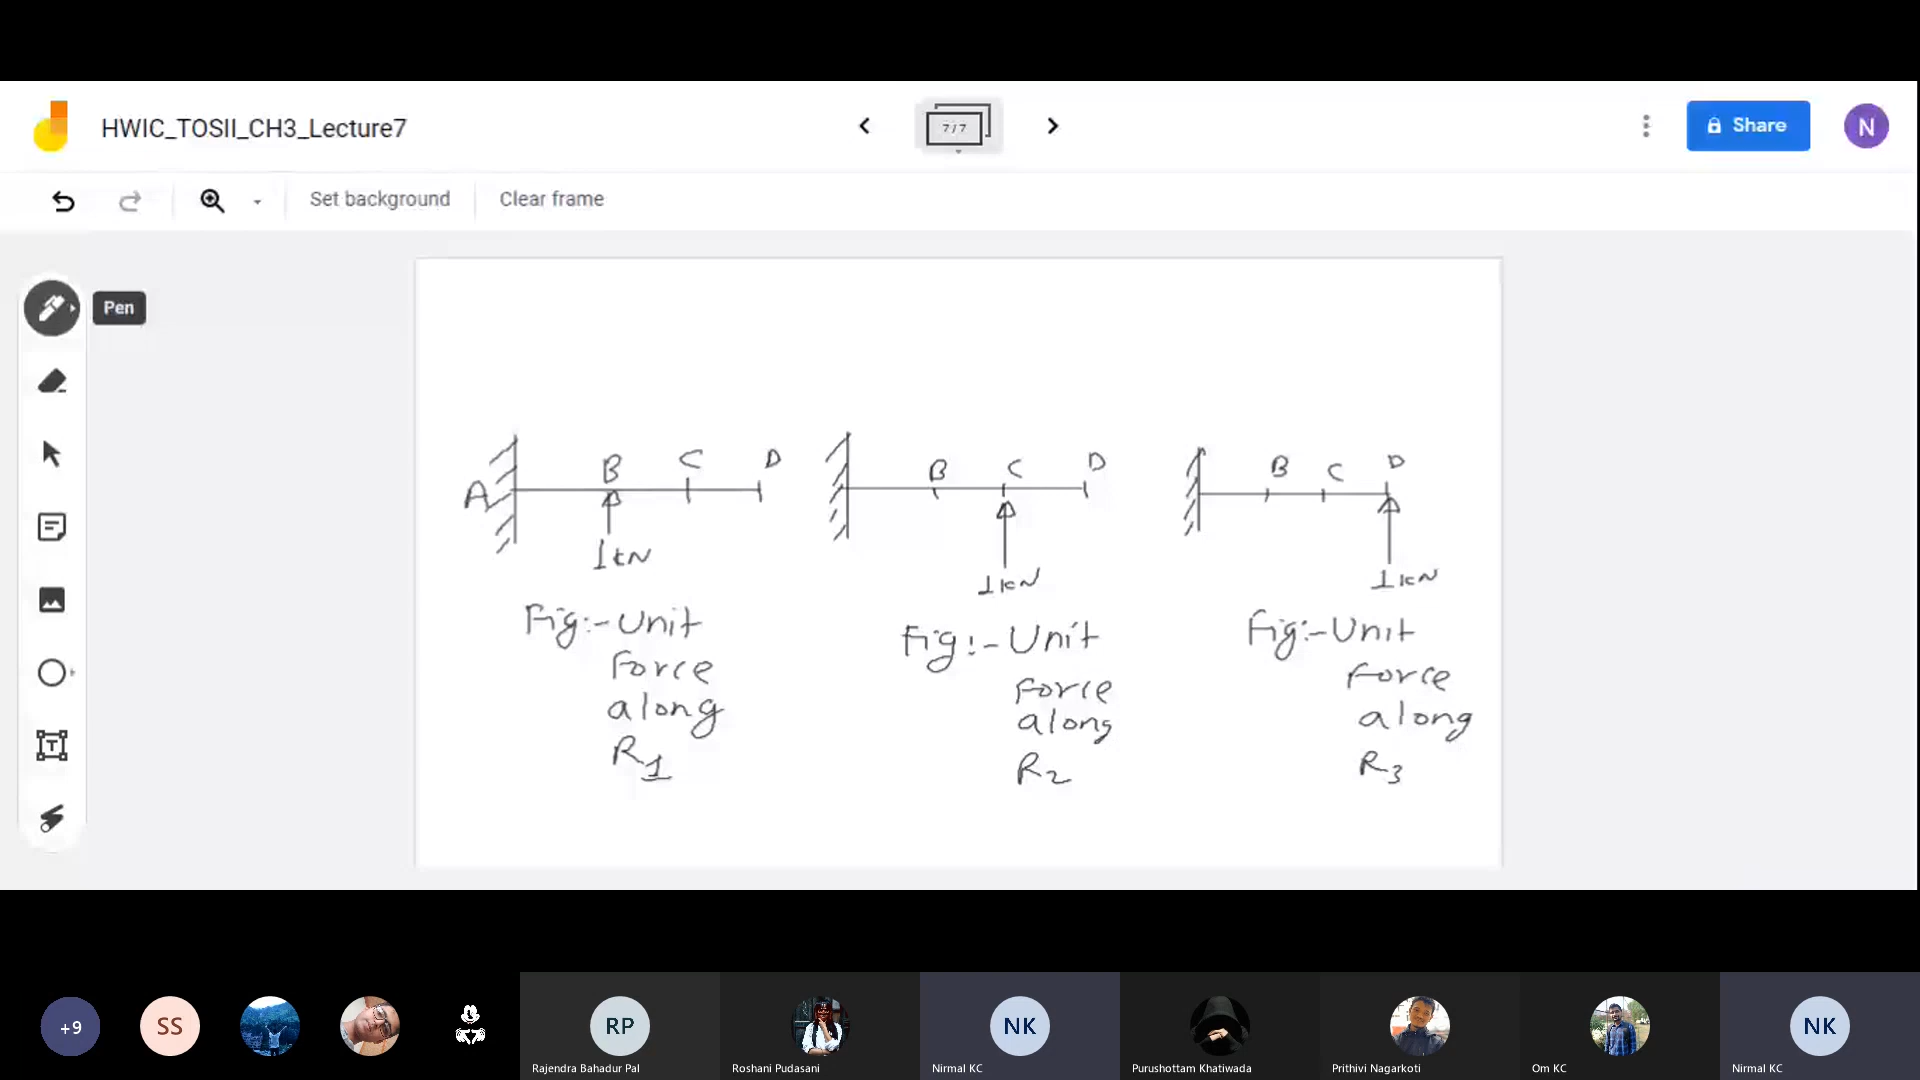 HWIC_TOSII_CH3_Lecture7
7/7
Share
N
Set background
Clear frame
Pen
A
B
C
D
1kN
Fig:- Unit
Force
along
R1
B
C
D
1kN
Fig:- Unit
Force
along
R2
B
C
D
1kN
Fig:- Unit
Force
along
R3
+9
SS
RP
Rajendra Bahadur Pal
Roshani Pudasani
NK
Nirmal KC
Purushottam Khatiwada
Prithivi Nagarkoti
Om KC
NK
Nirmal KC